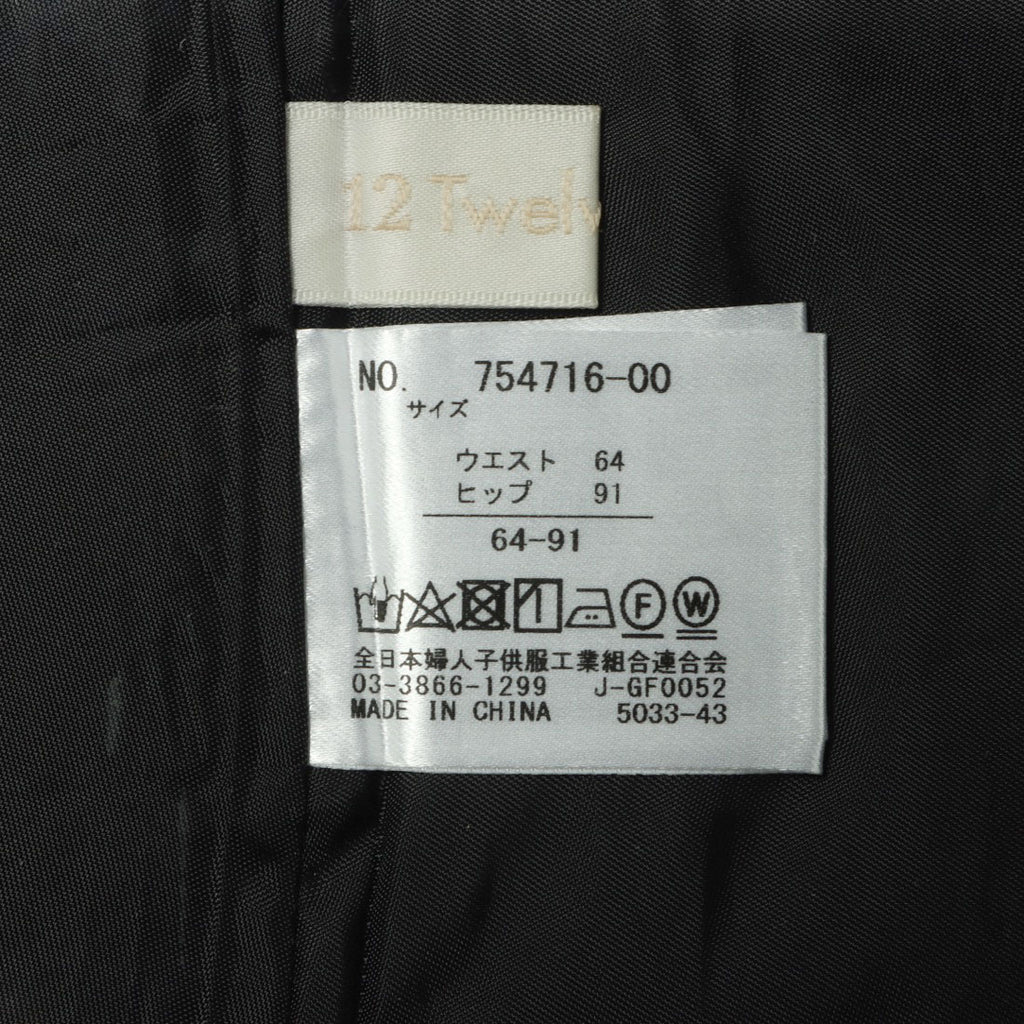 12 Twelv
NO. 754716-00
サイズ
ウエスト 64
ヒップ 91
64-91
F W
全日本婦人子供服工業組合連合会
03-3866-1299 J-GF0052
MADE IN CHINA 5033-43